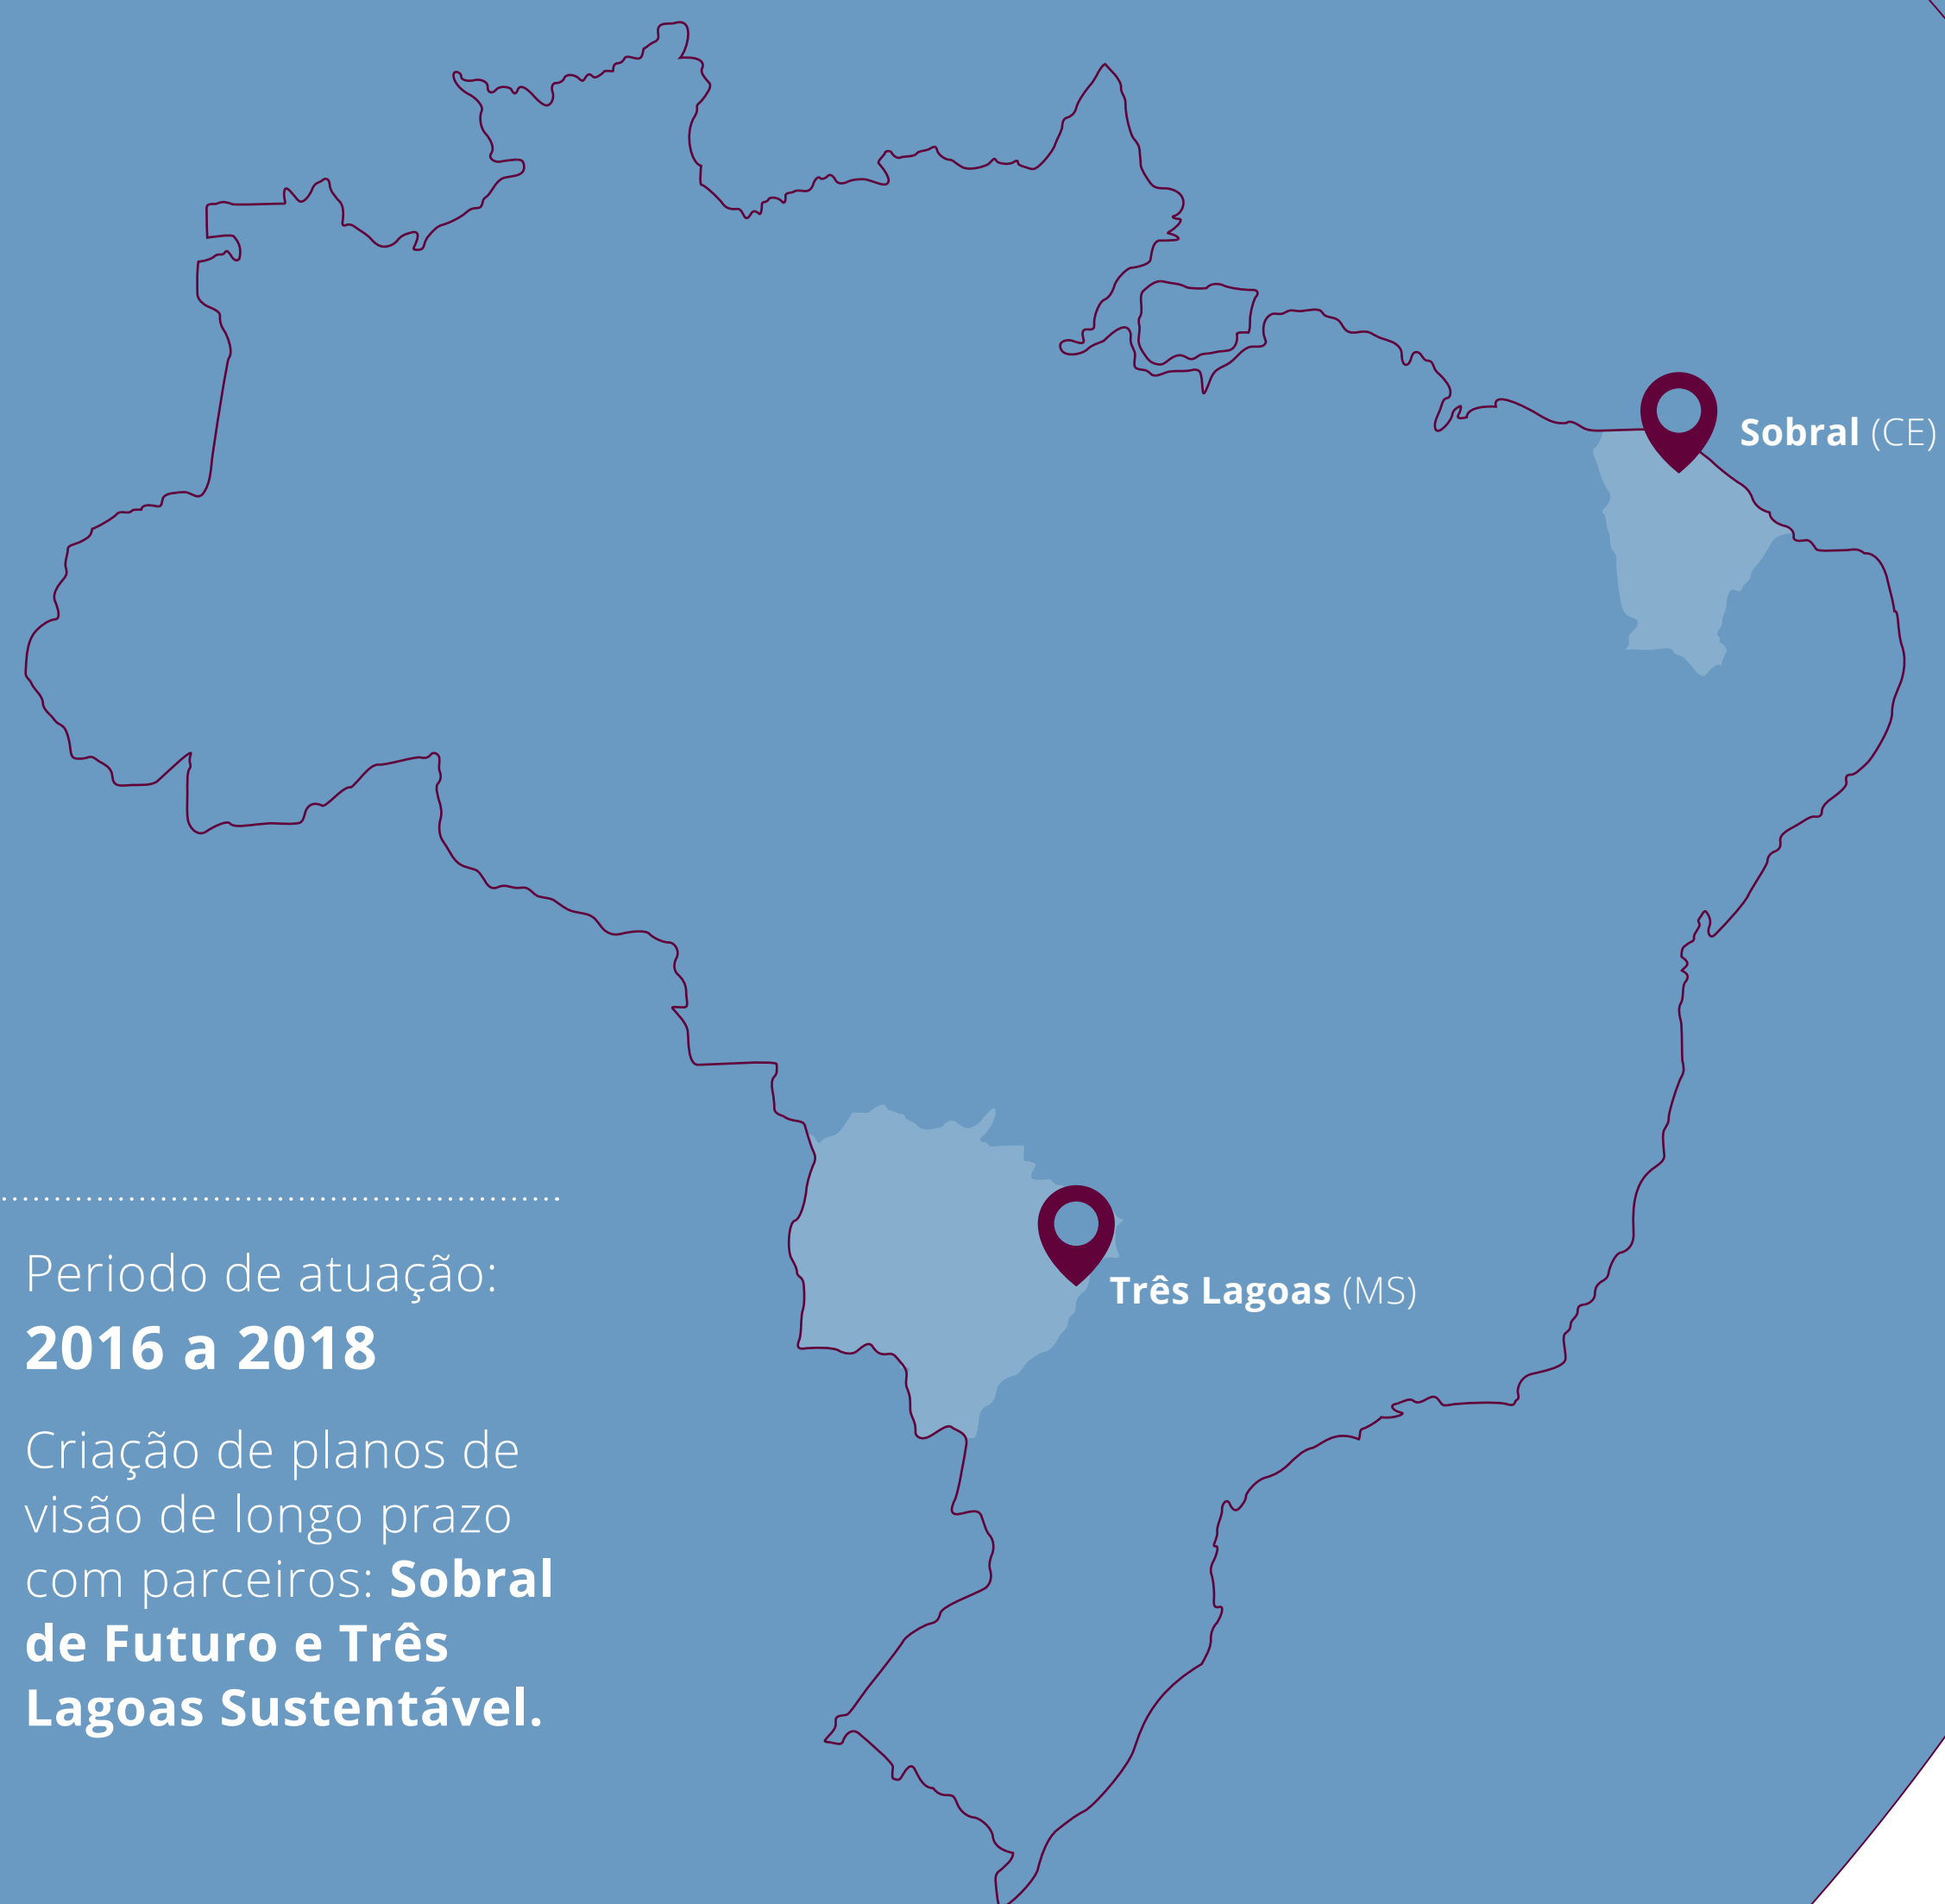 Sobral (CE)
Três Lagoas (MS)
Periodo de atuação:
2016 a 2018
Criação de planos de
visão de longo prazo
com parceiros: Sobral
de Futuro e Três
Lagoas Sustentável.